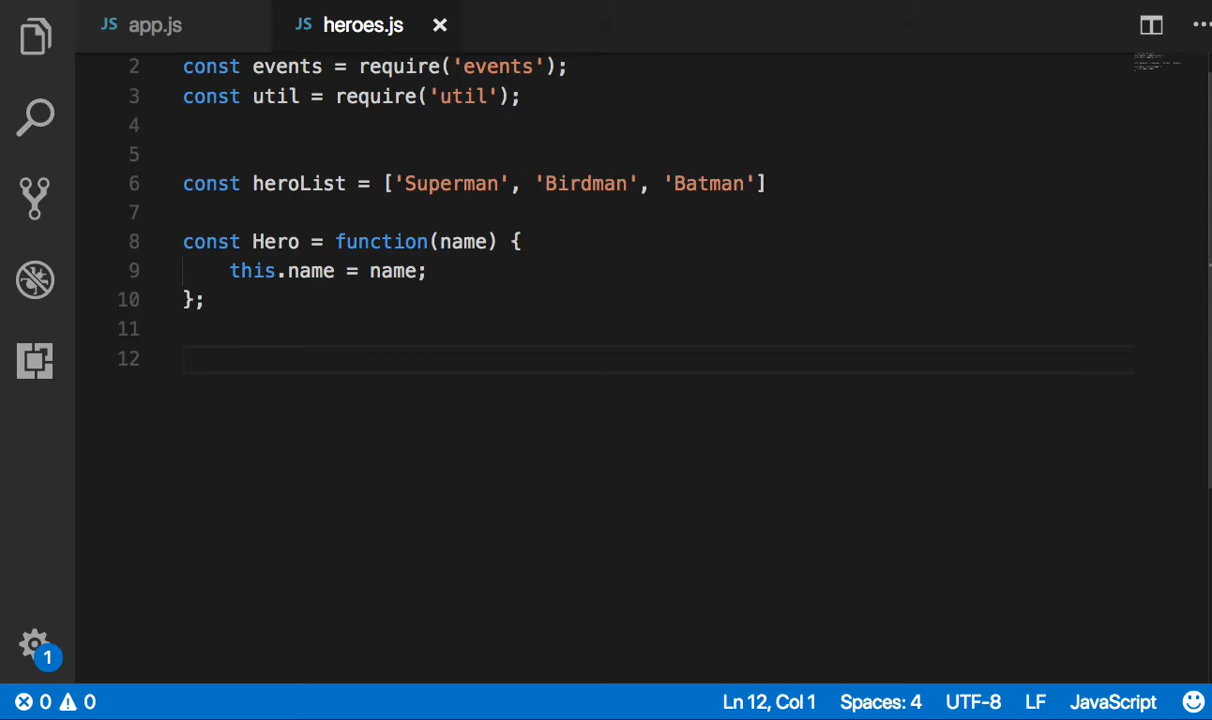 JS app.js JS heroes.js ×
2 const events = require('events');
3 const util = require('util');
4
5
6 const heroList = ['Superman', 'Birdman', 'Batman']
7
8 const Hero = function(name) {
9     this.name = name;
10 };
11
12
1
0 0 Ln 12, Col 1 Spaces: 4 UTF-8 LF JavaScript